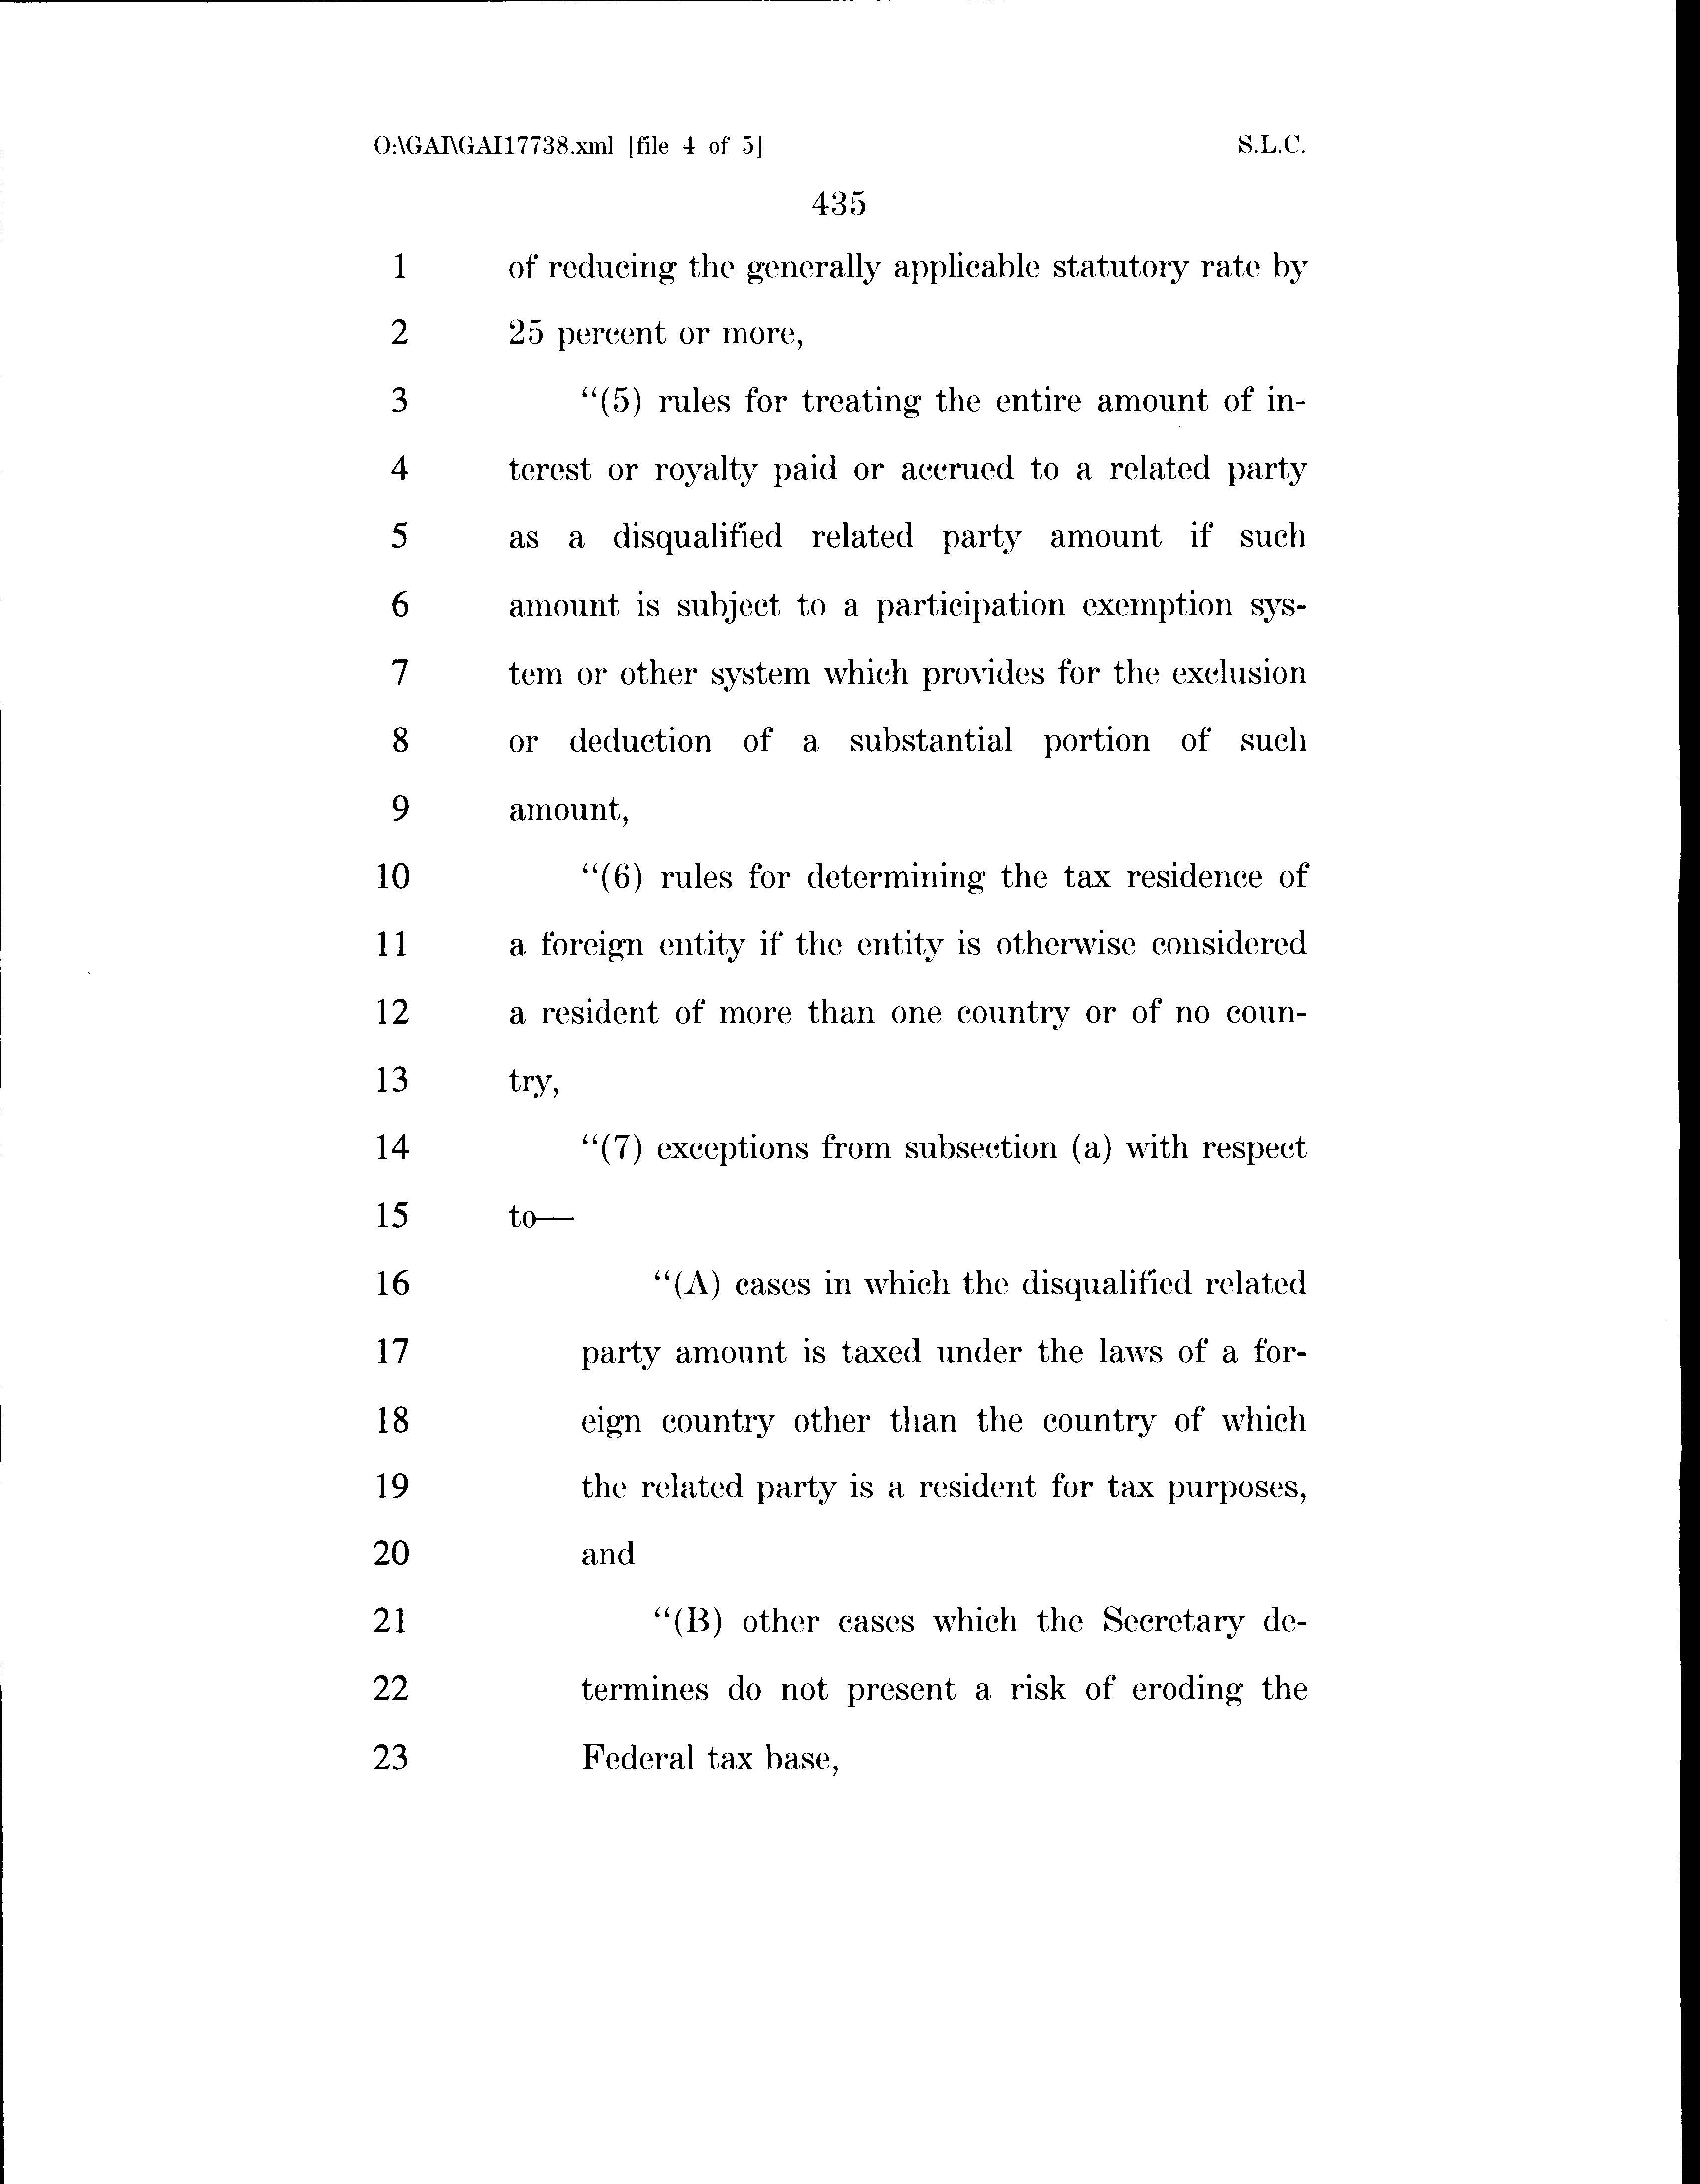 O:\GAI\GAI17738.xml [file 4 of 5] S.L.C.
435
1 of reducing the generally applicable statutory rate by
2 25 percent or more,
3 “(5) rules for treating the entire amount of in-
4 terest or royalty paid or accrued to a related party
5 as a disqualified related party amount if such
6 amount is subject to a participation exemption sys-
7 tem or other system which provides for the exclusion
8 or deduction of a substantial portion of such
9 amount,
10 “(6) rules for determining the tax residence of
11 a foreign entity if the entity is otherwise considered
12 a resident of more than one country or of no coun-
13 try,
14 “(7) exceptions from subsection (a) with respect
15 to—
16 “(A) cases in which the disqualified related
17 party amount is taxed under the laws of a for-
18 eign country other than the country of which
19 the related party is a resident for tax purposes,
20 and
21 “(B) other cases which the Secretary de-
22 termines do not present a risk of eroding the
23 Federal tax base,